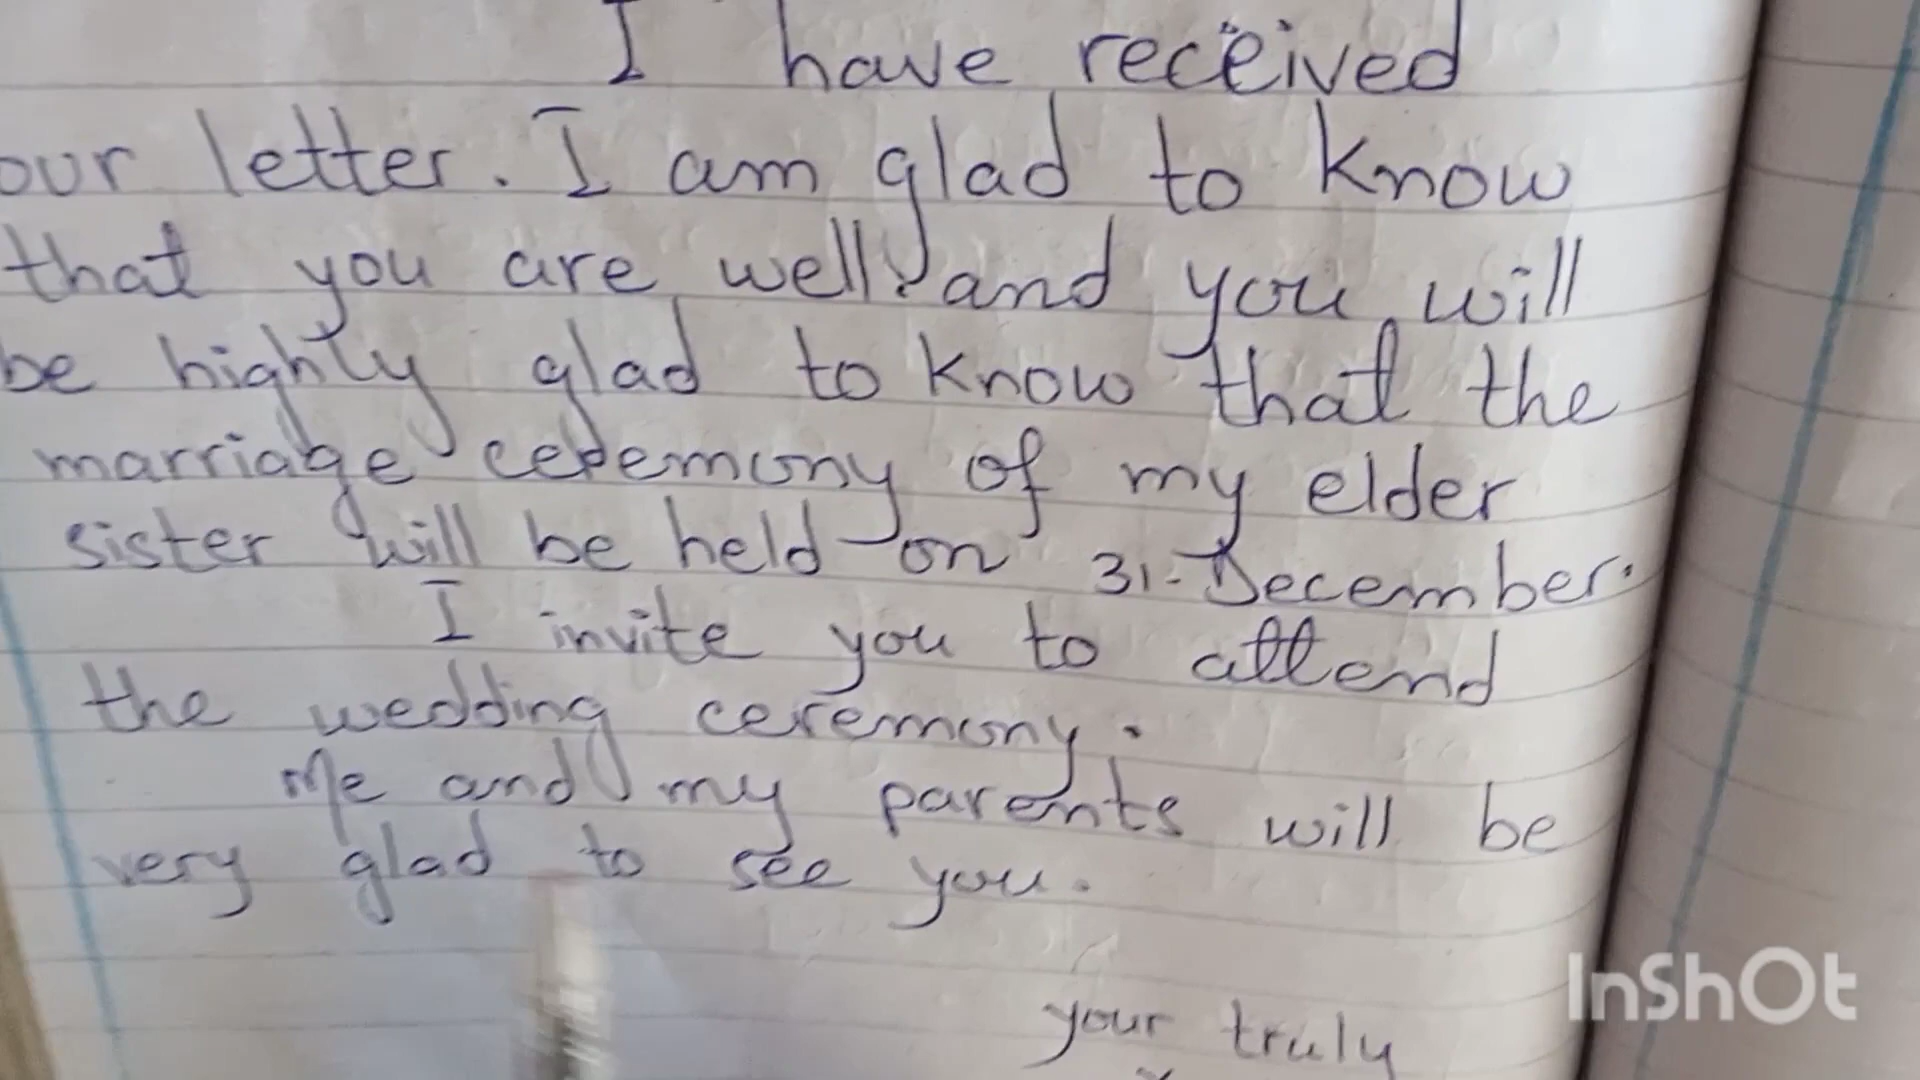 I have received
our letter. I am glad to know
that you are well. and you will
be highly glad to know that the
marriage ceremony of my elder
sister will be held on 31-December.
I invite you to attend
the wedding ceremony.
Me and my parents will be
very glad to see you.
your truly
InShOt